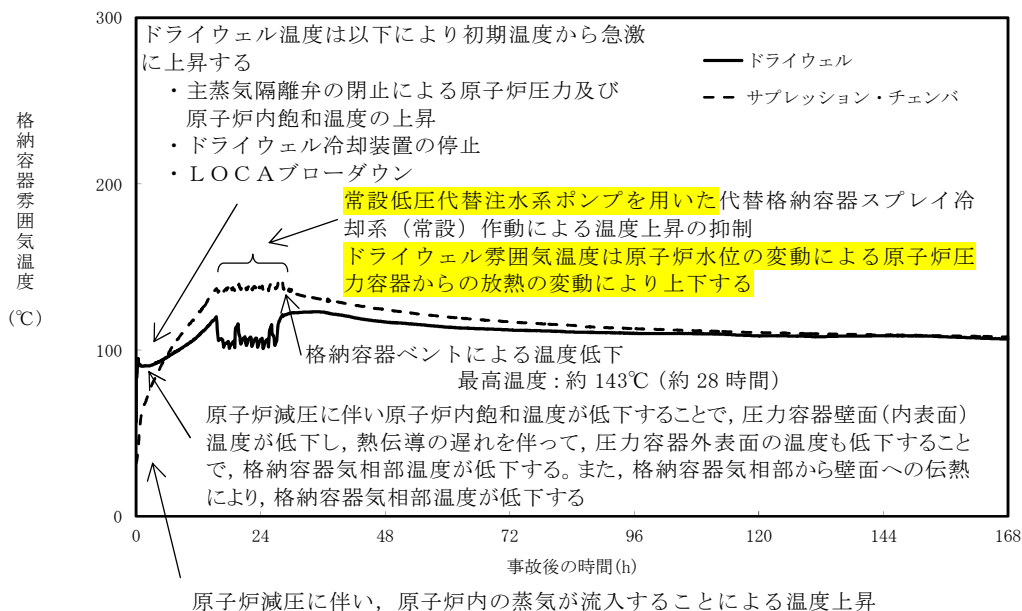 300
ドライウェル温度は以下により初期温度から急激
に上昇する
・主蒸気隔離弁の閉止による原子炉圧力及び
原子炉内飽和温度の上昇
・ドライウェル冷却装置の停止
・ＬＯＣＡブローダウン
ドライウェル
サプレッション・チェンバ
格納容器雰囲気温度
(℃)
200
常設低圧代替注水系ポンプを用いた代替格納容器スプレイ冷
却系（常設）作動による温度上昇の抑制
ドライウェル雰囲気温度は原子炉水位の変動による原子炉圧
力容器からの放熱の変動により上下する
100
格納容器ベントによる温度低下
最高温度：約 143℃（約 28 時間）
原子炉減圧に伴い原子炉内飽和温度が低下することで，圧力容器壁面（内表面）
温度が低下し，熱伝導の遅れを伴って，圧力容器外表面の温度も低下すること
で，格納容器気相部温度が低下する。また，格納容器気相部から壁面への伝熱
により，格納容器気相部温度が低下する
0
0 24 48 72 96 120 144 168
事故後の時間(h)
原子炉減圧に伴い，原子炉内の蒸気が流入することによる温度上昇